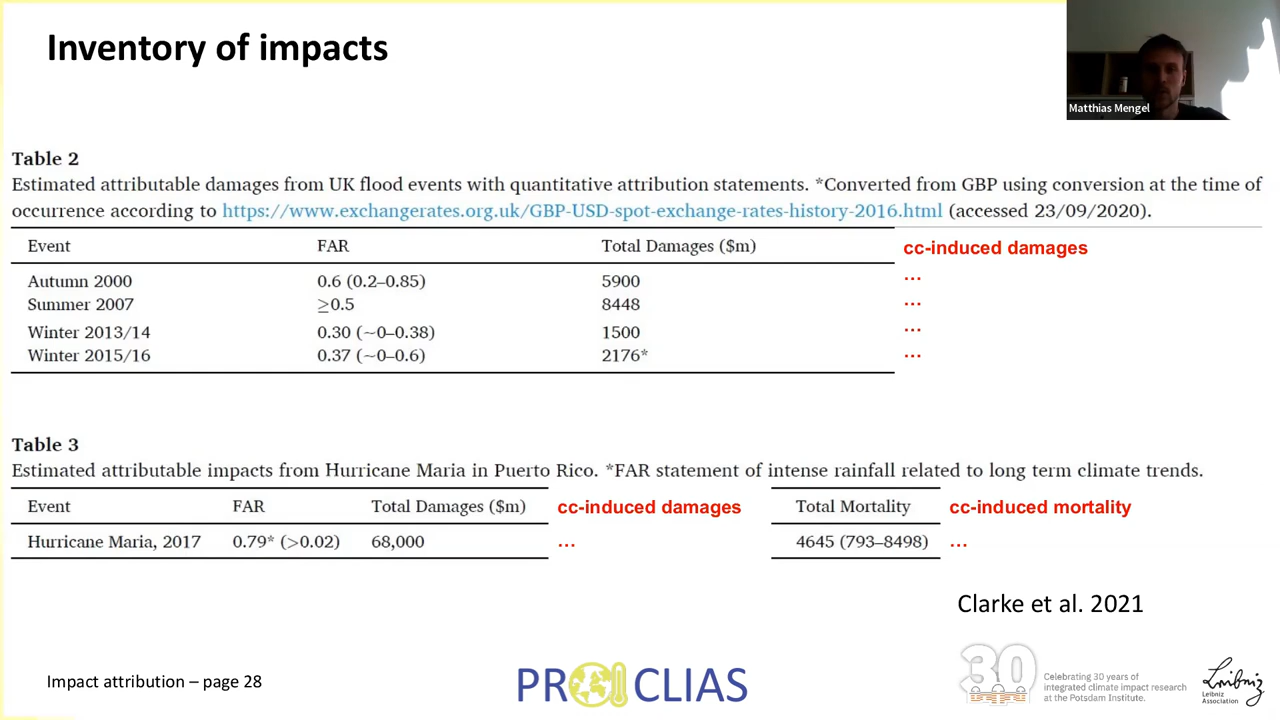 Inventory of impacts
Matthias Mengel
Table 2
Estimated attributable damages from UK flood events with quantitative attribution statements. *Converted from GBP using conversion at the time of
occurrence according to https://www.exchangerates.org.uk/GBP-USD-spot-exchange-rates-history-2016.html (accessed 23/09/2020).
Event FAR Total Damages ($m) cc-induced damages
Autumn 2000 0.6 (0.2–0.85) 5900 ...
Summer 2007 ≥0.5 8448 ...
Winter 2013/14 0.30 (~0–0.38) 1500 ...
Winter 2015/16 0.37 (~0–0.6) 2176* ...
Table 3
Estimated attributable impacts from Hurricane Maria in Puerto Rico. *FAR statement of intense rainfall related to long term climate trends.
Event FAR Total Damages ($m) cc-induced damages Total Mortality cc-induced mortality
Hurricane Maria, 2017 0.79* (>0.02) 68,000 ... 4645 (793–8498) ...
Clarke et al. 2021
Impact attribution – page 28
PROCLIAS
30
Celebrating 30 years of
integrated climate impact research
at the Potsdam Institute.
Leibniz
Leibniz
Association